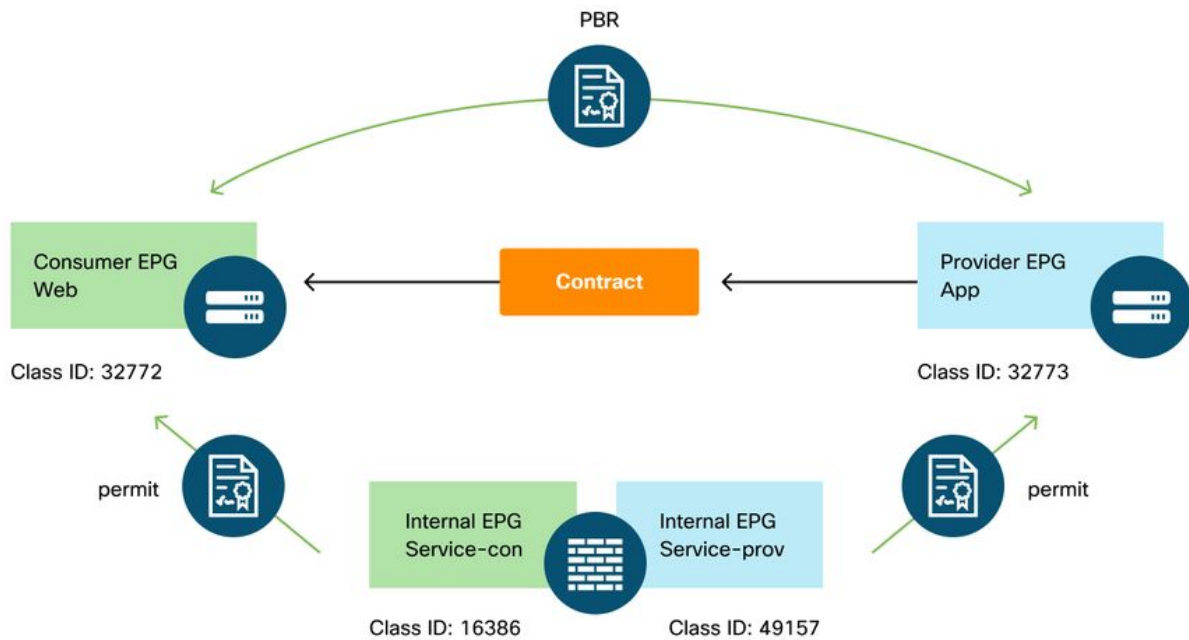 PBR
Consumer EPG
Web
Contract
Provider EPG
App
Class ID: 32772
Class ID: 32773
permit
permit
Internal EPG
Service-con
Internal EPG
Service-prov
Class ID: 16386
Class ID: 49157